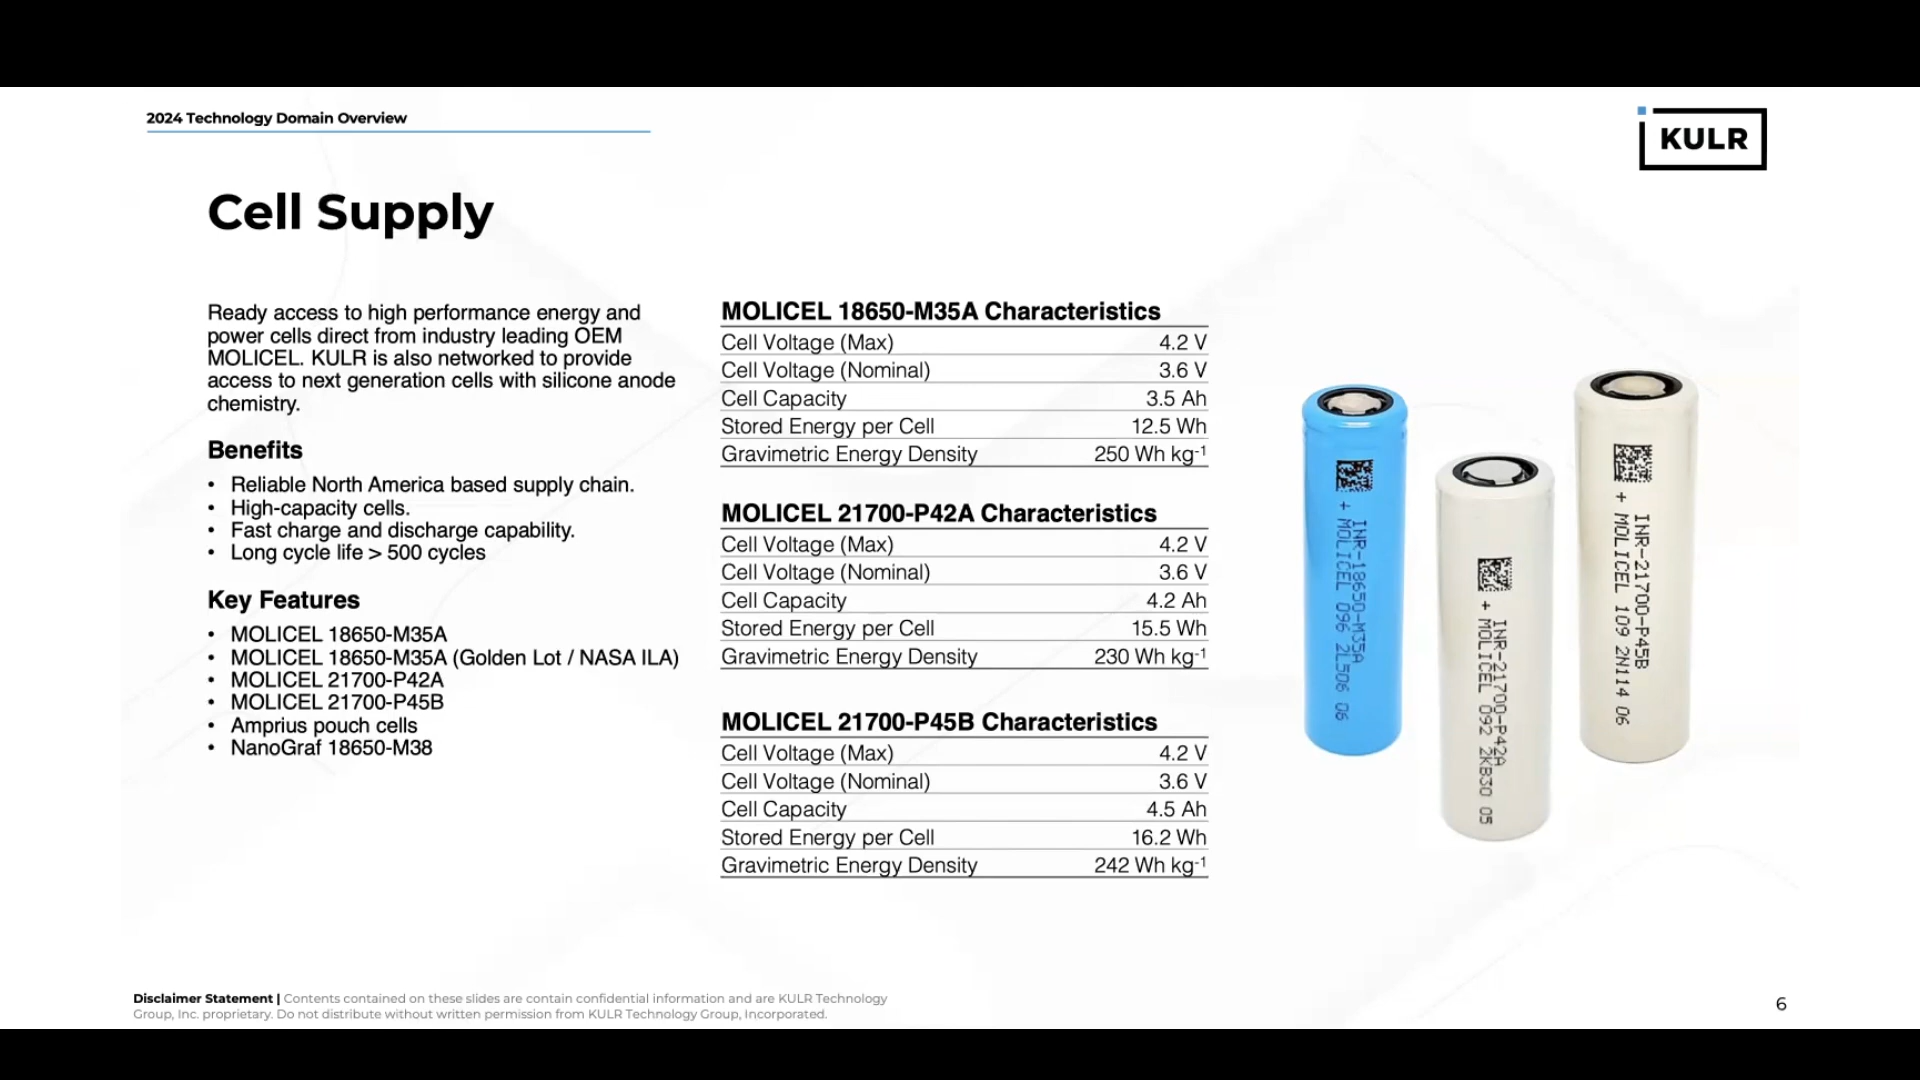 2024 Technology Domain Overview
KULR
Cell Supply
Ready access to high performance energy and
power cells direct from industry leading OEM
MOLICEL. KULR is also networked to provide
access to next generation cells with silicone anode
chemistry.
Benefits
• Reliable North America based supply chain.
• High-capacity cells.
• Fast charge and discharge capability.
• Long cycle life > 500 cycles
Key Features
• MOLICEL 18650-M35A
• MOLICEL 18650-M35A (Golden Lot / NASA ILA)
• MOLICEL 21700-P42A
• MOLICEL 21700-P45B
• Amprius pouch cells
• NanoGraf 18650-M38
MOLICEL 18650-M35A Characteristics
Cell Voltage (Max) 4.2 V
Cell Voltage (Nominal) 3.6 V
Cell Capacity 3.5 Ah
Stored Energy per Cell 12.5 Wh
Gravimetric Energy Density 250 Wh kg⁻¹
MOLICEL 21700-P42A Characteristics
Cell Voltage (Max) 4.2 V
Cell Voltage (Nominal) 3.6 V
Cell Capacity 4.2 Ah
Stored Energy per Cell 15.5 Wh
Gravimetric Energy Density 230 Wh kg⁻¹
MOLICEL 21700-P45B Characteristics
Cell Voltage (Max) 4.2 V
Cell Voltage (Nominal) 3.6 V
Cell Capacity 4.5 Ah
Stored Energy per Cell 16.2 Wh
Gravimetric Energy Density 242 Wh kg⁻¹
INR-18650-M35A
+ MOLICEL 096 2L506 06
INR-21700-P42A
+ MOLICEL 092 2KB30 05
INR-21700-P45B
+ MOLICEL 109 2N114 06
Disclaimer Statement | Contents contained on these slides are contain confidential information and are KULR Technology
Group, Inc. proprietary. Do not distribute without written permission from KULR Technology Group, Incorporated.
6